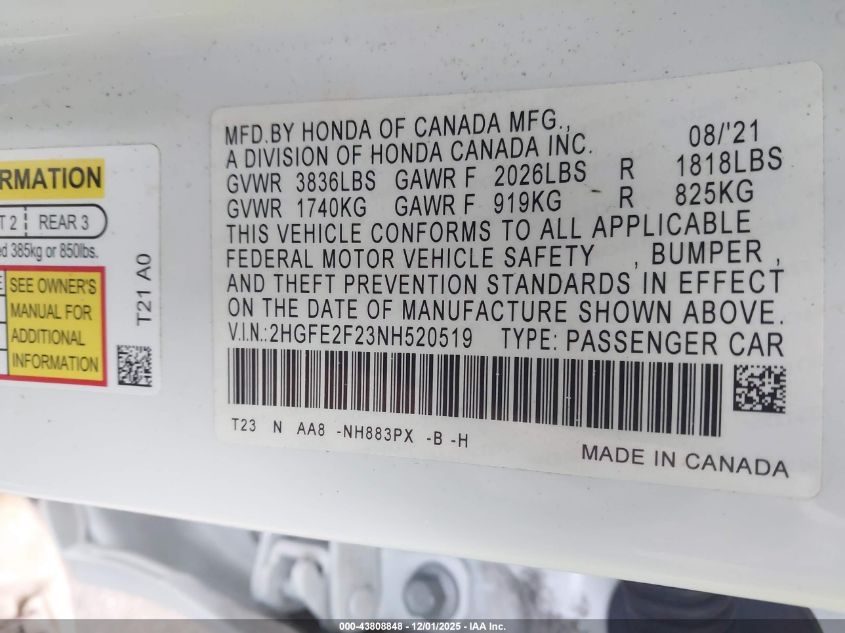 RMATION
T 2 REAR 3
ed 385kg or 850lbs.
SEE OWNER'S
MANUAL FOR
ADDITIONAL
INFORMATION
T21 A0
MFD.BY HONDA OF CANADA MFG., 08/'21
A DIVISION OF HONDA CANADA INC.
GVWR 3836LBS GAWR F 2026LBS R 1818LBS
GVWR 1740KG GAWR F 919KG R 825KG
THIS VEHICLE CONFORMS TO ALL APPLICABLE
FEDERAL MOTOR VEHICLE SAFETY , BUMPER ,
AND THEFT PREVENTION STANDARDS IN EFFECT
ON THE DATE OF MANUFACTURE SHOWN ABOVE.
V.I.N.:2HGFE2F23NH520519 TYPE: PASSENGER CAR
T23 N AA8 -NH883PX -B -H
MADE IN CANADA
000-43808848 - 12/01/2025 - IAA Inc.